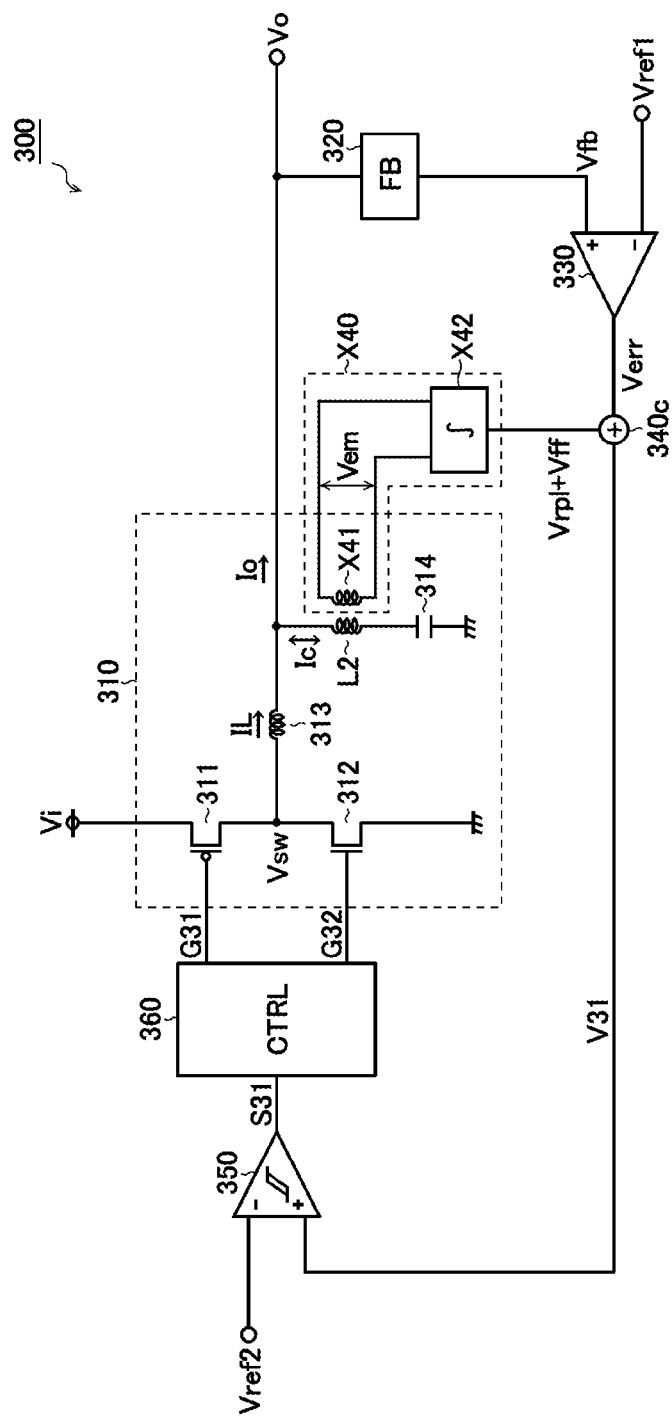 300
310
Vi
311
G31
360
CTRL
S31
350
-
+
Vref2
Vsw
G32
312
IL
313
Io
Ic
L2
314
X41
Vem
X40
X42
∫
Vo
320
FB
Vfb
Vref1
+
-
330
Verr
+
340c
Vrpl+Vff
V31